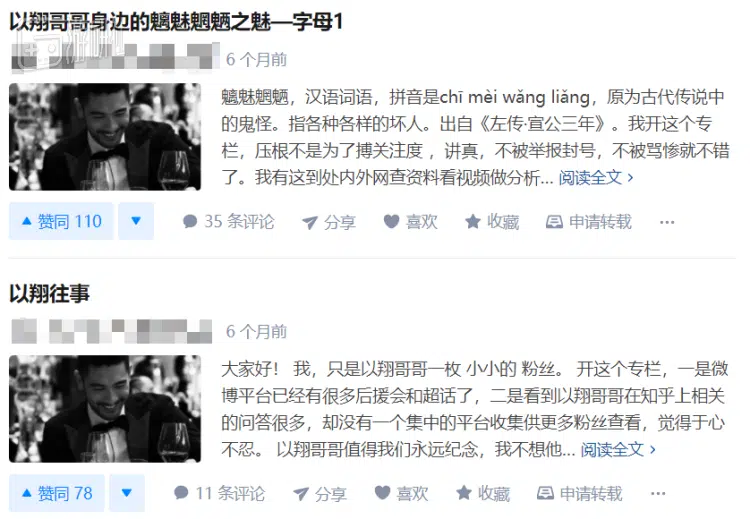 以翔哥哥身边的魑魅魍魉之魅—字母1
6 个月前
魑魅魍魉，汉语词语，拼音是chī mèi wǎng liǎng，原为古代传说中
的鬼怪。指各种各样的坏人。出自《左传·宣公三年》。我开这个专
栏，压根不是为了搏关注度 ，讲真，不被举报封号，不被骂惨就不错
了。我有这到处内外网查资料看视频做分析... 阅读全文
赞同 110 35 条评论 分享 喜欢 收藏 申请转载
以翔往事
6 个月前
大家好！ 我，只是以翔哥哥一枚 小小的 粉丝。 开这个专栏，一是微
博平台已经有很多后援会和超话了，二是看到以翔哥哥在知乎上相关
的问答很多，却没有一个集中的平台收集供更多粉丝查看，觉得于心
不忍。 以翔哥哥值得我们永远纪念，我不想他... 阅读全文
赞同 78 11 条评论 分享 喜欢 收藏 申请转载